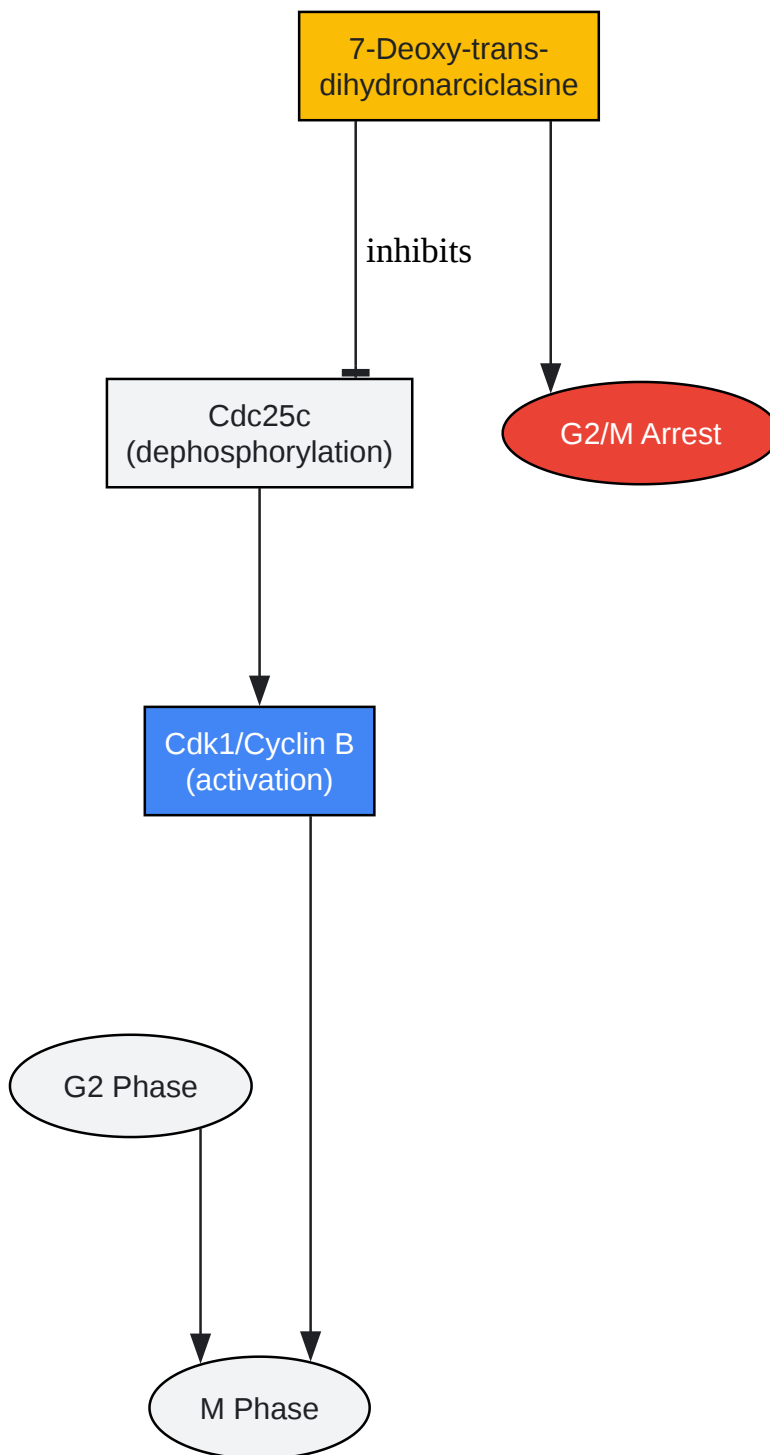 7-Deoxy-trans-
dihydronarciclasine
inhibits
Cdc25c
(dephosphorylation)
G2/M Arrest
Cdk1/Cyclin B
(activation)
G2 Phase
M Phase